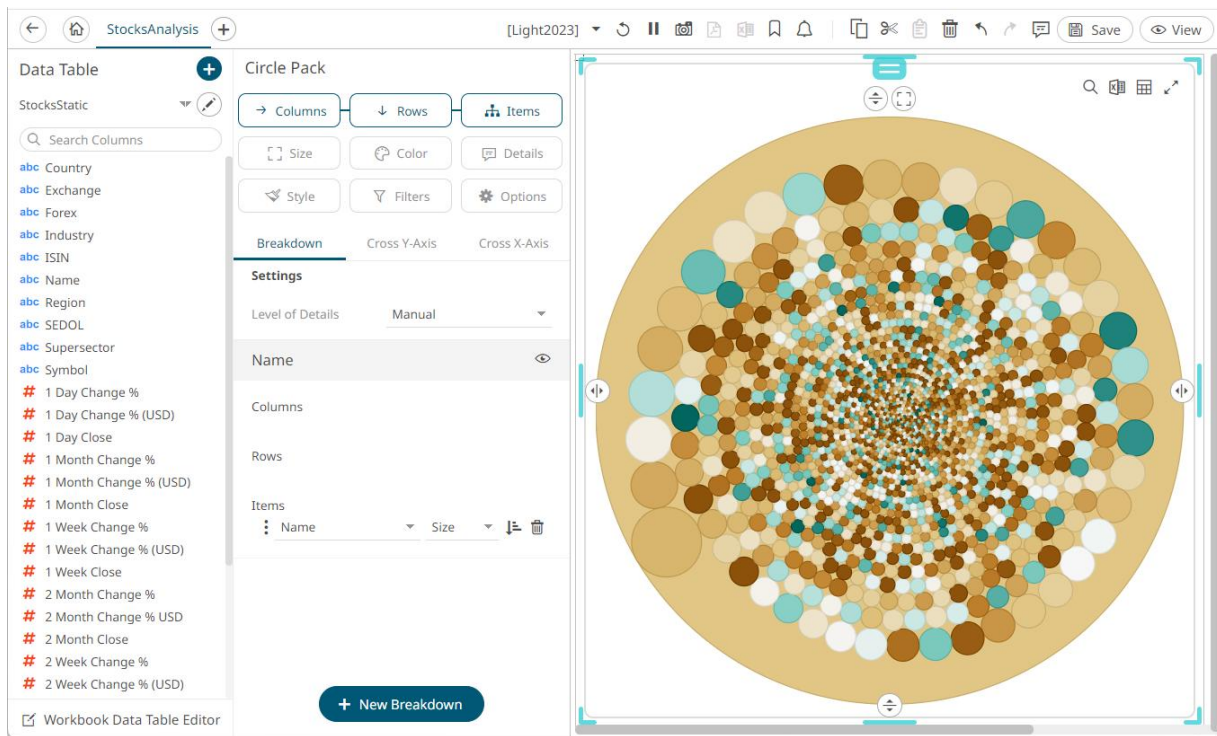 StocksAnalysis
[Light2023]
Save
View
Data Table
StocksStatic
Search Columns
abc Country
abc Exchange
abc Forex
abc Industry
abc ISIN
abc Name
abc Region
abc SEDOL
abc Supersector
abc Symbol
# 1 Day Change %
# 1 Day Change % (USD)
# 1 Day Close
# 1 Month Change %
# 1 Month Change % (USD)
# 1 Month Close
# 1 Week Change %
# 1 Week Change % (USD)
# 1 Week Close
# 2 Month Change %
# 2 Month Change % USD
# 2 Month Close
# 2 Week Change %
# 2 Week Change % (USD)
Workbook Data Table Editor
Circle Pack
Columns
Rows
Items
Size
Color
Details
Style
Filters
Options
Breakdown
Cross Y-Axis
Cross X-Axis
Settings
Level of Details
Manual
Name
Columns
Rows
Items
Name
Size
+ New Breakdown